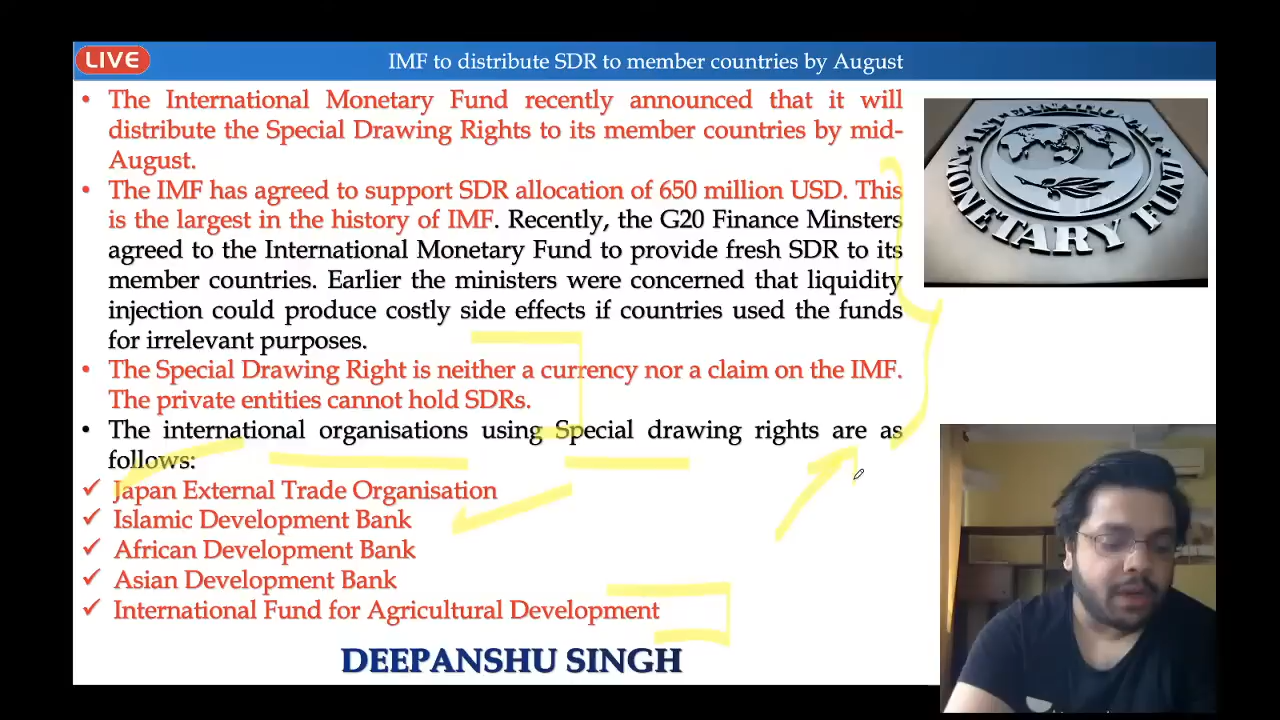 LIVE
IMF to distribute SDR to member countries by August
• The International Monetary Fund recently announced that it will
distribute the Special Drawing Rights to its member countries by mid-
August.
• The IMF has agreed to support SDR allocation of 650 million USD. This
is the largest in the history of IMF. Recently, the G20 Finance Minsters
agreed to the International Monetary Fund to provide fresh SDR to its
member countries. Earlier the ministers were concerned that liquidity
injection could produce costly side effects if countries used the funds
for irrelevant purposes.
• The Special Drawing Right is neither a currency nor a claim on the IMF.
The private entities cannot hold SDRs.
• The international organisations using Special drawing rights are as
follows:
✓ Japan External Trade Organisation
✓ Islamic Development Bank
✓ African Development Bank
✓ Asian Development Bank
✓ International Fund for Agricultural Development
DEEPANSHU SINGH
INTERNATIONAL
MONETARY FUND